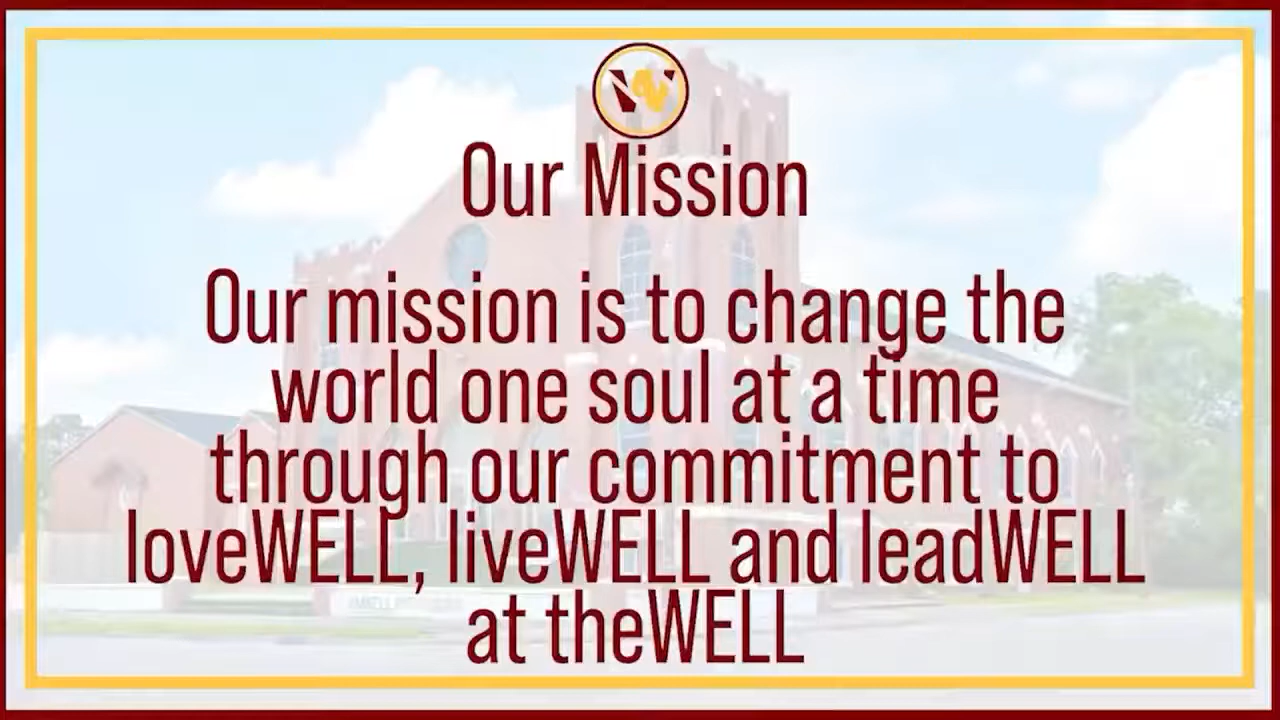 Our Mission
Our mission is to change the
world one soul at a time
through our commitment to
loveWELL, liveWELL and leadWELL
at theWELL